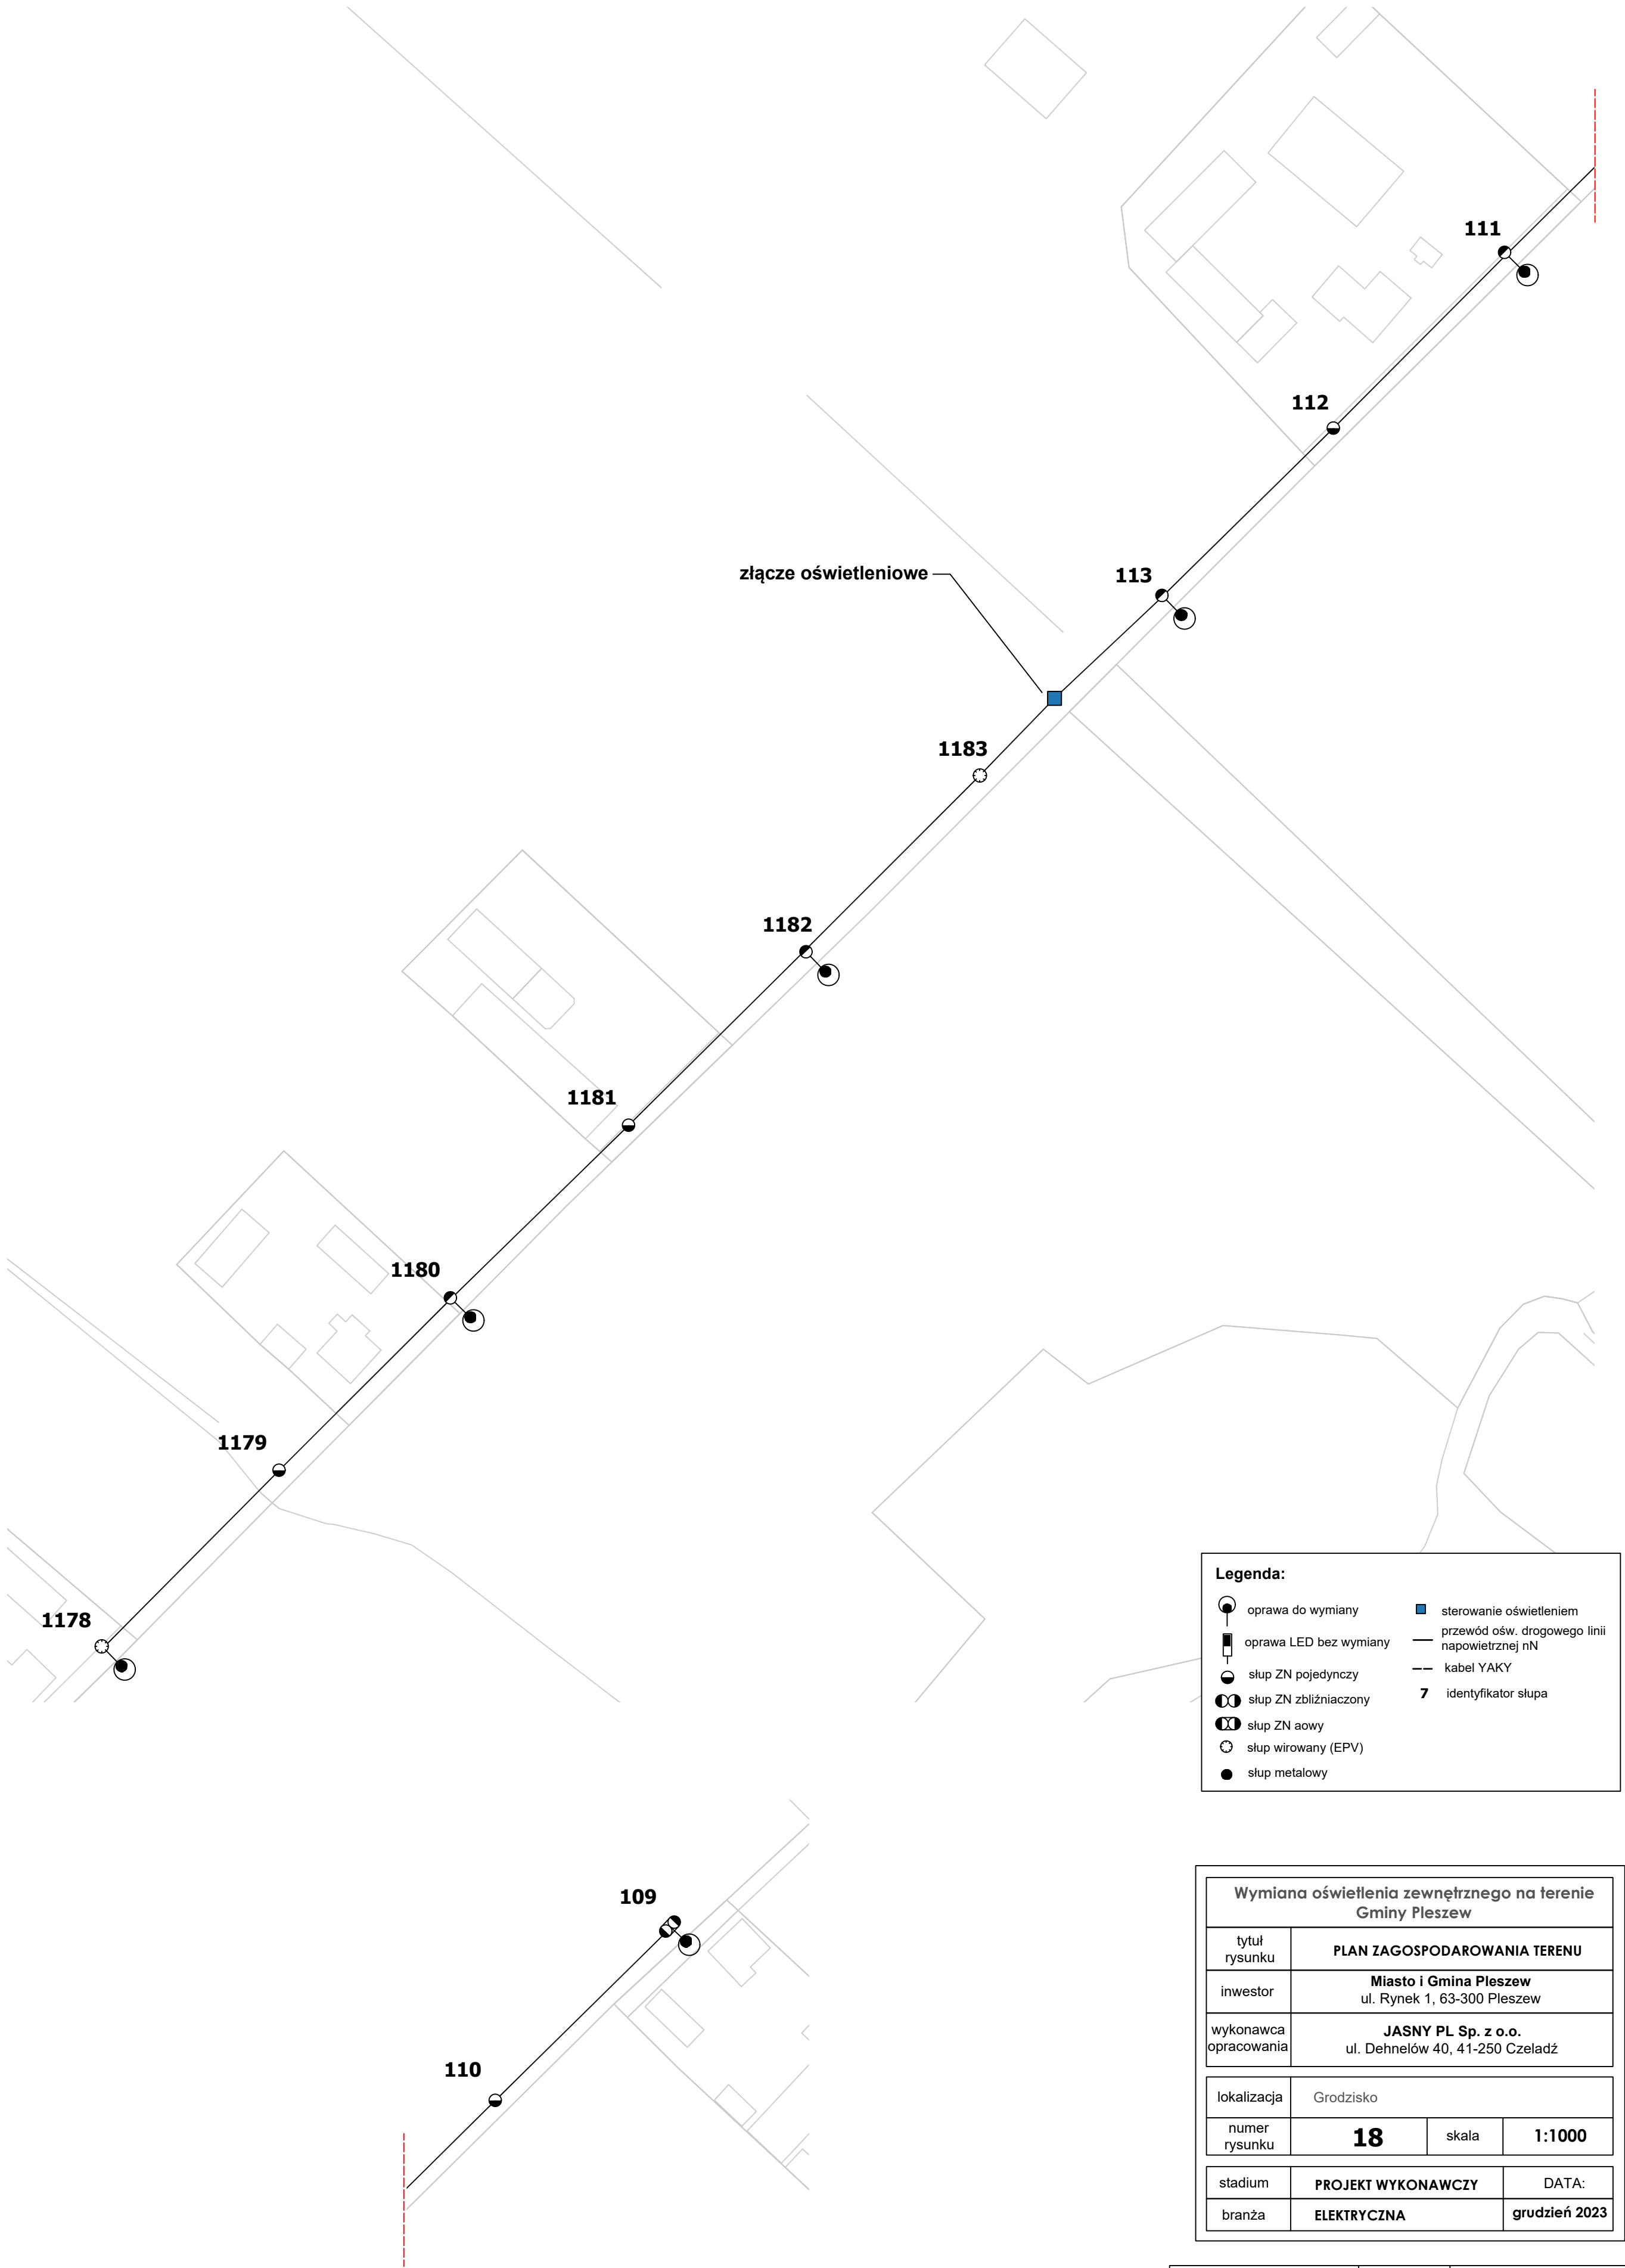 111
112
złącze oświetleniowe
113
1183
1182
1181
1180
1179
1178
Legenda:
oprawa do wymiany
oprawa LED bez wymiany
słup ZN pojedynczy
słup ZN zbliźniaczony
słup ZN aowy
słup wirowany (EPV)
słup metalowy
sterowanie oświetleniem
przewód ośw. drogowego linii
napowietrznej nN
kabel YAKY
7 identyfikator słupa
109
110
Wymiana oświetlenia zewnętrznego na terenie
Gminy Pleszew
tytuł
rysunku
PLAN ZAGOSPODAROWANIA TERENU
inwestor
Miasto i Gmina Pleszew
ul. Rynek 1, 63-300 Pleszew
wykonawca
opracowania
JASNY PL Sp. z o.o.
ul. Dehnelów 40, 41-250 Czeladź
lokalizacja Grodzisko
numer
rysunku
18 skala 1:1000
stadium PROJEKT WYKONAWCZY DATA:
branża ELEKTRYCZNA grudzień 2023